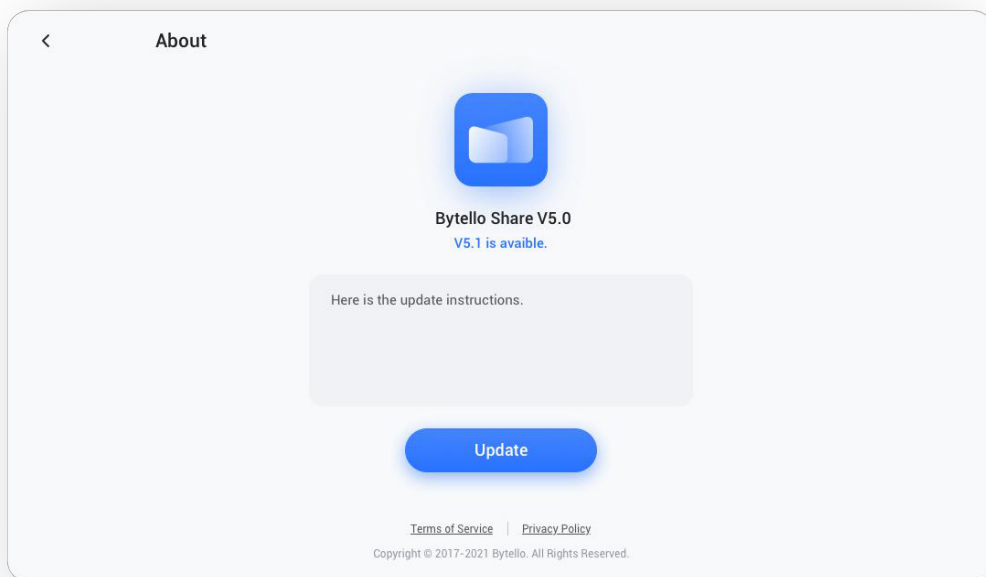 About
Bytello Share V5.0
V5.1 is avaible.
Here is the update instructions.
Update
Terms of Service | Privacy Policy
Copyright © 2017-2021 Bytello. All Rights Reserved.